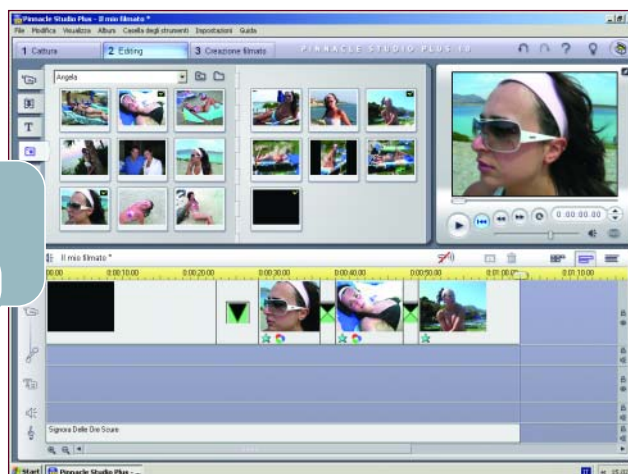 Pinnacle Studio Plus - Il mio filmato *
File Modifica Visualizza Album Casella degli strumenti Impostazioni Guida
1 Cattura 2 Editing 3 Creazione filmato PINNACLE STUDIO PLUS 10
Angela
T
0:00:00.00
Il mio filmato *
00.00 0:00:10.00 0:00:20.00 0:00:30.00 0:00:40.00 0:00:50.00 0:01:00.00 0:01:10.00
Signora Delle Ore Scure
Start Pinnacle Studio Plus - ...